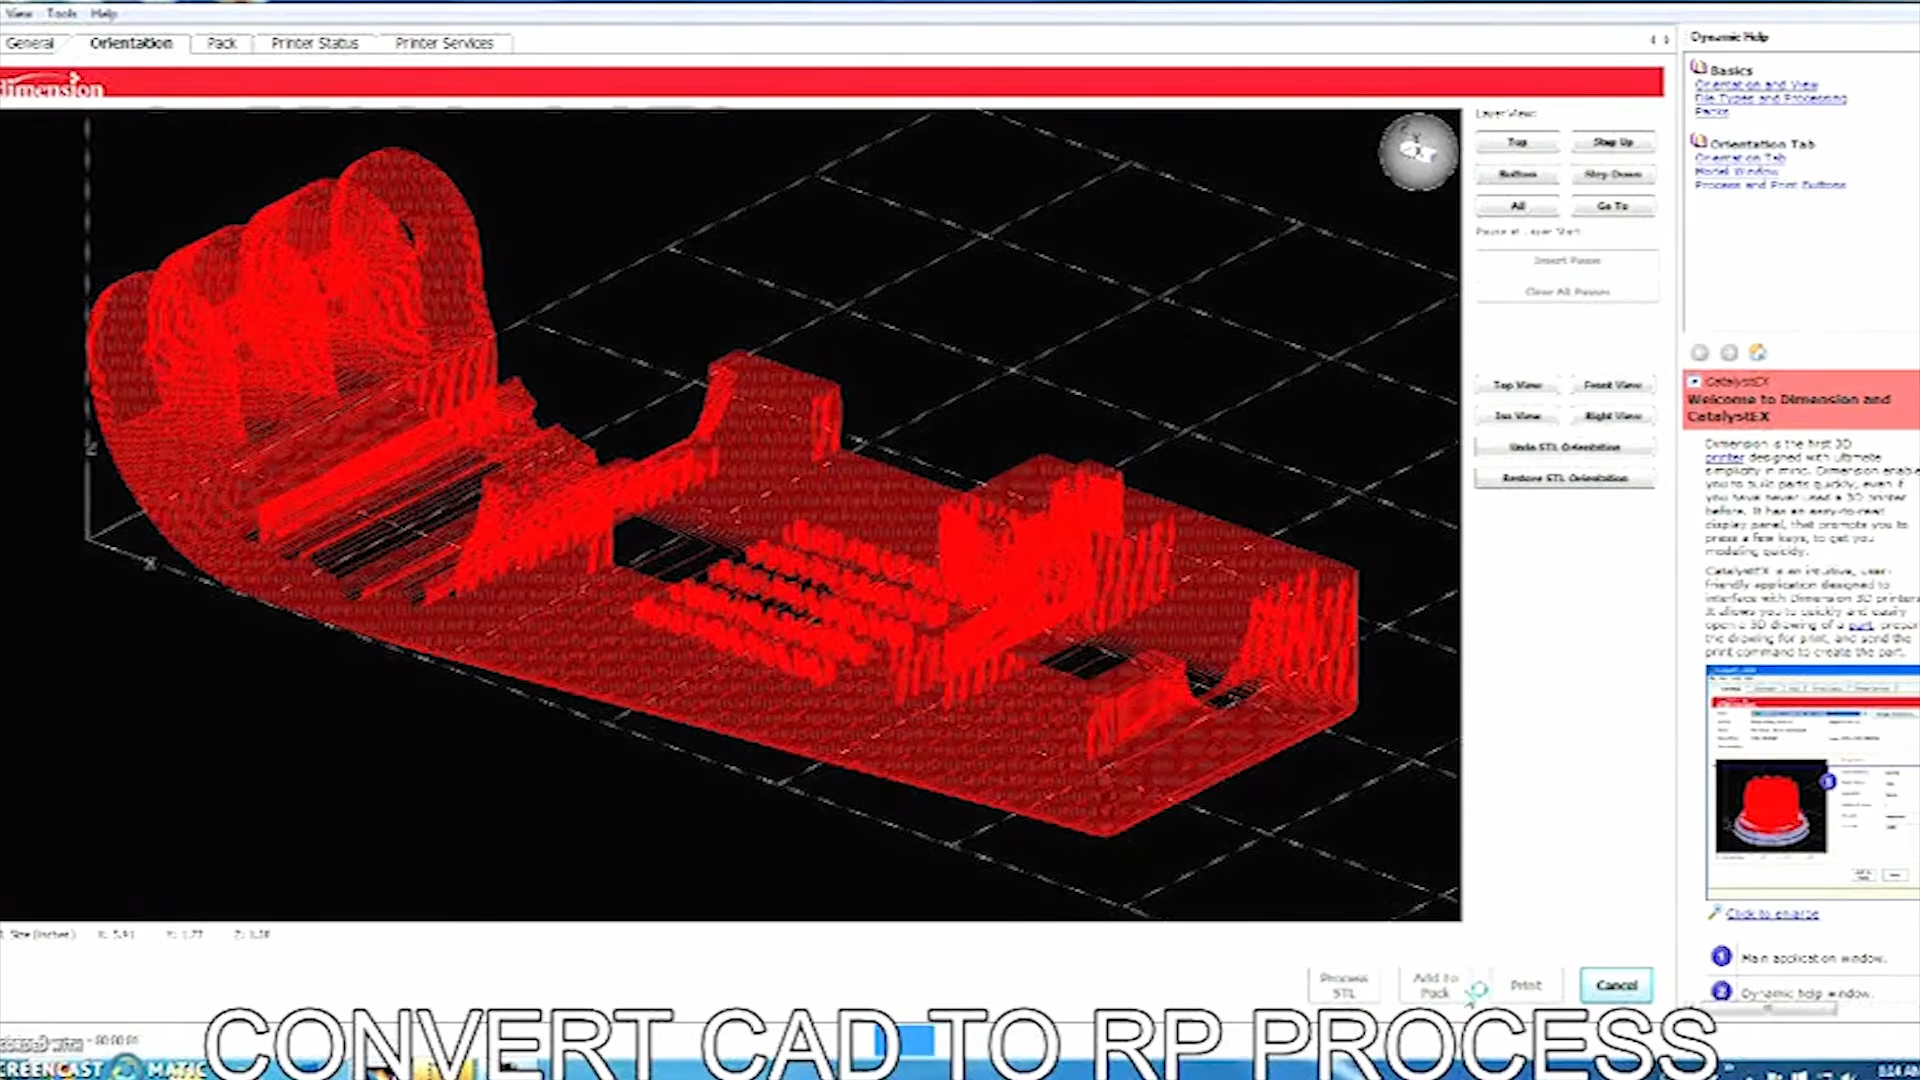 View Tools Help
General Orientation Pack Printer Status Printer Services
dimension
Layer View:
Top Step Up
Bottom Step Down
All Go To
Pause at Layer Start
Insert Pause
Clear All Pauses
Top View Front View
Iso View Right View
Undo STL Orientation
Restore STL Orientation
Process STL
Add to Pack
Print
Cancel
Dynamic Help
Basics
Orientation and View
File Types and Processing
Packs
Orientation Tab
Orientation Tab
Model Window
Process and Print Buttons
CatalystEX
Welcome to Dimension and
CatalystEX
Dimension is the first 3D
printer designed with ultimate
simplicity in mind. Dimension enable
you to build parts quickly, even if
you have never used a 3D printer
before. It has an easy-to-read
display panel, that prompts you to
press a few keys, to get you
modeling quickly.
CatalystEX is an intuitive, user-
friendly application designed to
interface with Dimension 3D printers
It allows you to quickly and easily
open a 3D drawing of a part, prepar
the drawing for print, and send the
print command to create the part.
Click to enlarge
1 Main application window.
2 Dynamic help window.
CONVERT CAD TO RP PROCESS
REENCAST MATIC